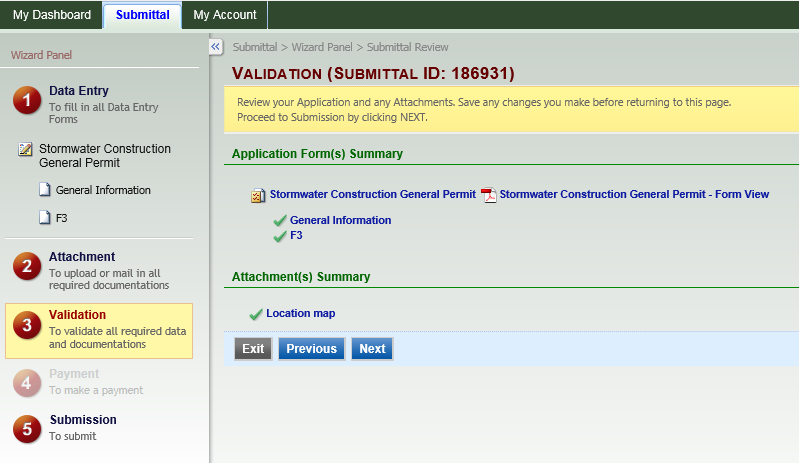 My Dashboard
Submittal
My Account
Wizard Panel
1
Data Entry
To fill in all Data Entry
Forms
Stormwater Construction
General Permit
General Information
F3
2
Attachment
To upload or mail in all
required documentations
3
Validation
To validate all required data
and documentations
4
Payment
To make a payment
5
Submission
To submit
«
Submittal > Wizard Panel > Submittal Review
VALIDATION (SUBMITTAL ID: 186931)
Review your Application and any Attachments. Save any changes you make before returning to this page.
Proceed to Submission by clicking NEXT.
Application Form(s) Summary
Stormwater Construction General Permit
Stormwater Construction General Permit - Form View
General Information
F3
Attachment(s) Summary
Location map
Exit
Previous
Next